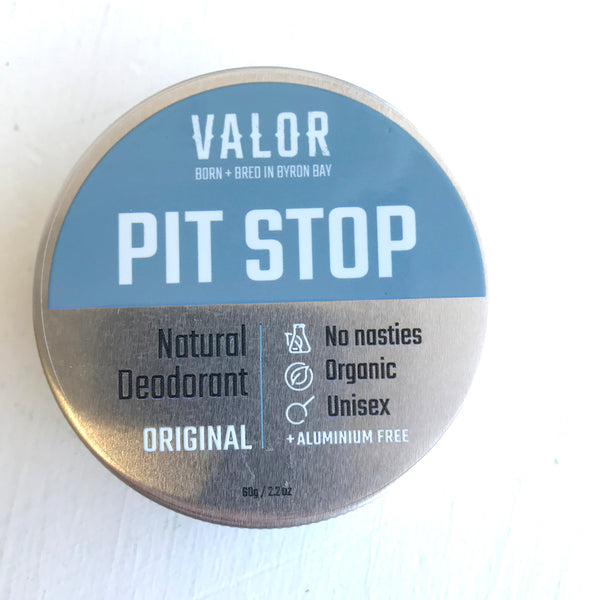 VALOR
BORN + BRED IN BYRON BAY
PIT STOP
Natural
Deodorant
ORIGINAL
No nasties
Organic
Unisex
+ ALUMINIUM FREE
60g / 2.2 oz